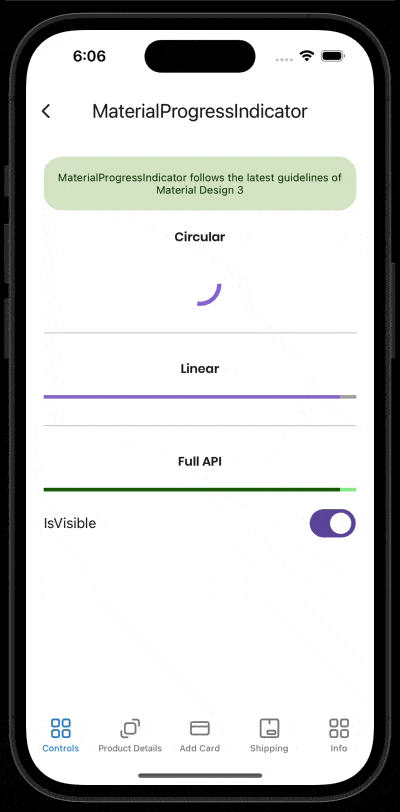 6:06
MaterialProgressIndicator
MaterialProgressIndicator follows the latest guidelines of
Material Design 3
Circular
Linear
Full API
IsVisible
Controls
Product Details
Add Card
Shipping
Info